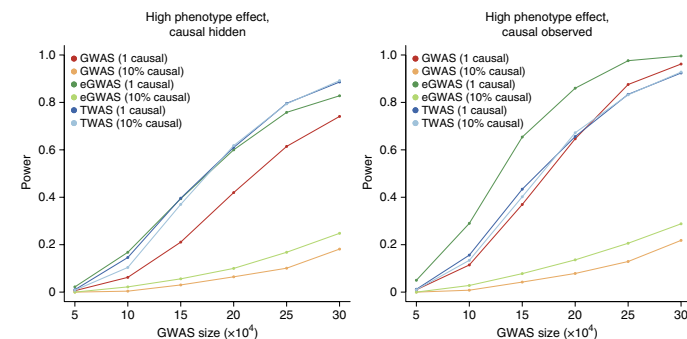 High phenotype effect,
causal hidden
Power
1.0
0.8
0.6
0.4
0.2
0
GWAS (1 causal)
GWAS (10% causal)
eGWAS (1 causal)
eGWAS (10% causal)
TWAS (1 causal)
TWAS (10% causal)
5 10 15 20 25 30
GWAS size (×10⁴)
High phenotype effect,
causal observed
Power
1.0
0.8
0.6
0.4
0.2
0
GWAS (1 causal)
GWAS (10% causal)
eGWAS (1 causal)
eGWAS (10% causal)
TWAS (1 causal)
TWAS (10% causal)
5 10 15 20 25 30
GWAS size (×10⁴)